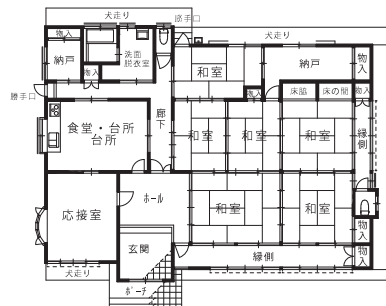 犬走り
勝手口
犬走り
物入
洗面
脱衣室
納戸
物入
和室
納戸
物入
勝手口
物入
床脇
床の間
物入
食堂・台所
台所
廊下
和室
和室
和室
縁側
応接室
ホール
和室
和室
物入
玄関
縁側
物入
犬走り
ポーチ